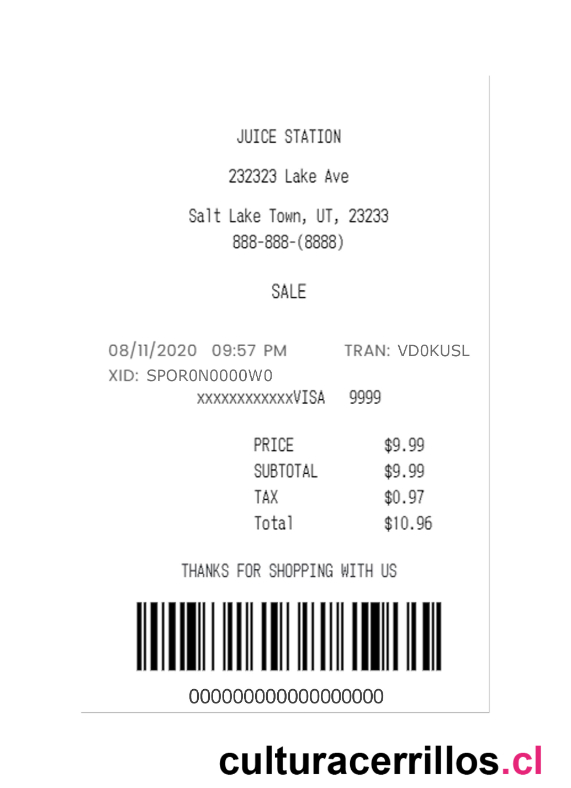 JUICE STATION
232323 Lake Ave
Salt Lake Town, UT, 23233
888-888-(8888)
SALE
08/11/2020 09:57 PM TRAN: VD0KUSL
XID: SPOR0N0000W0
xxxxxxxxxxxxVISA 9999
PRICE $9.99
SUBTOTAL $9.99
TAX $0.97
Total $10.96
THANKS FOR SHOPPING WITH US
000000000000000000
culturacerrillos.cl